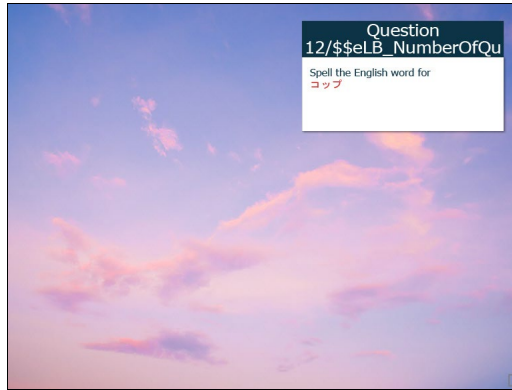 Question
12/$$eLB_NumberOfQu
Spell the English word for
コップ